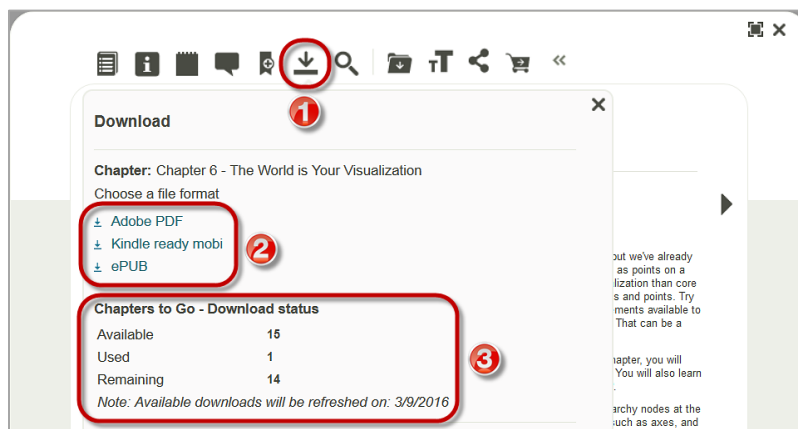 TT
1
Download
Chapter: Chapter 6 - The World is Your Visualization
Choose a file format
Adobe PDF
Kindle ready mobi
ePUB
2
Chapters to Go - Download status
Available 15
Used 1
Remaining 14
Note: Available downloads will be refreshed on: 3/9/2016
3
but we've already
as points on a
lization than core
s and points. Try
ments available to
That can be a
hapter, you will
You will also learn
archy nodes at the
such as axes, and